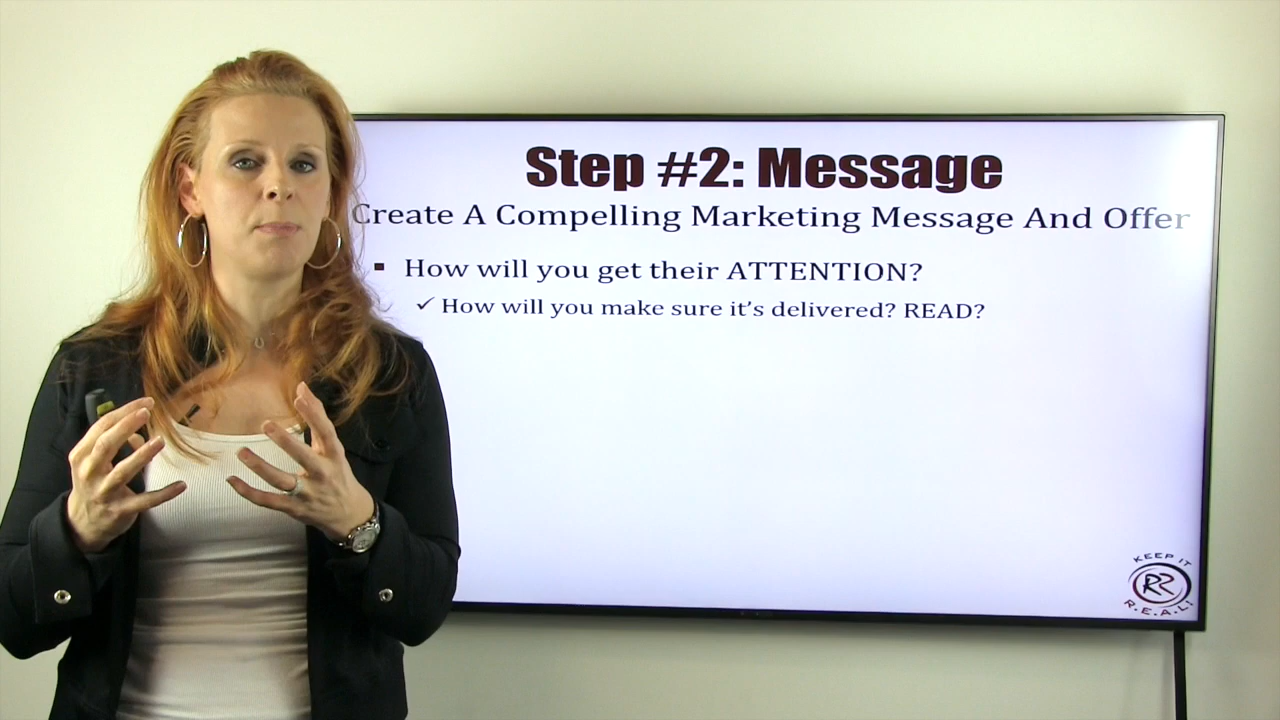 Step #2: Message
Create A Compelling Marketing Message And Offer
How will you get their ATTENTION?
✓ How will you make sure it's delivered? READ?
KEEP IT
R.E.A.L!